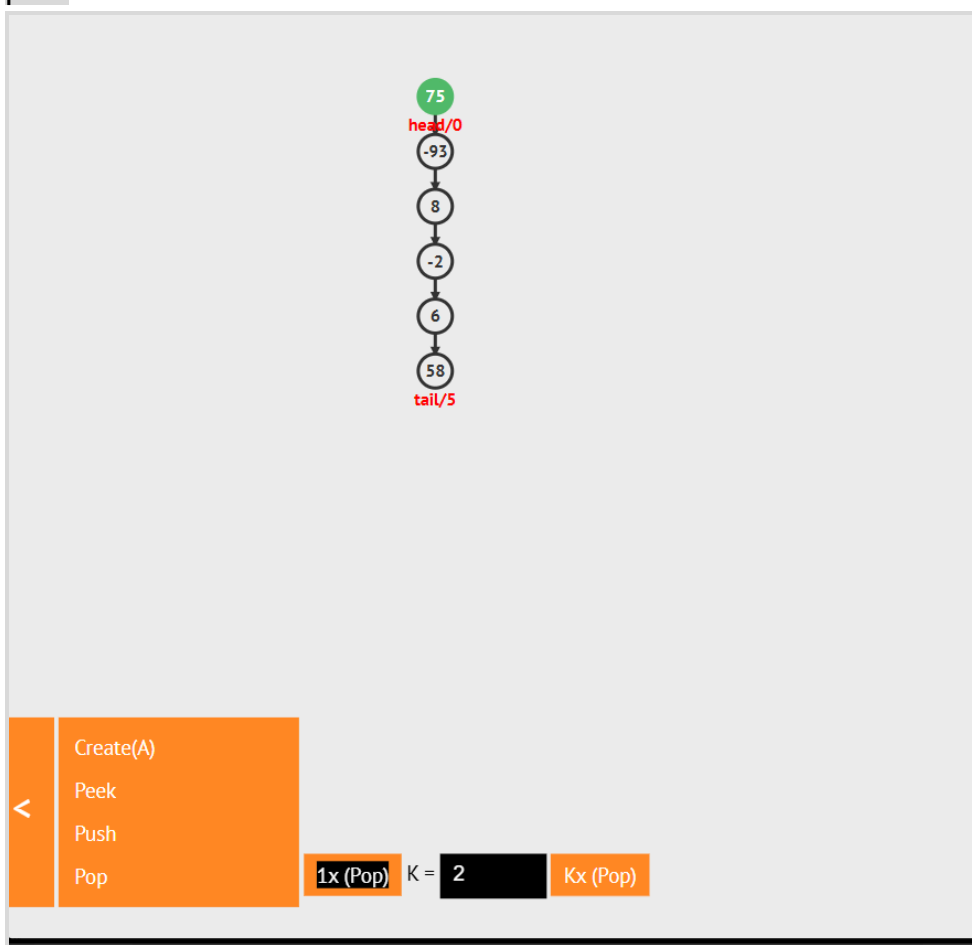 75
head/0
-93
8
-2
6
58
tail/5
Create(A)
<
Peek
Push
Pop
1x (Pop) K = 2 Kx (Pop)